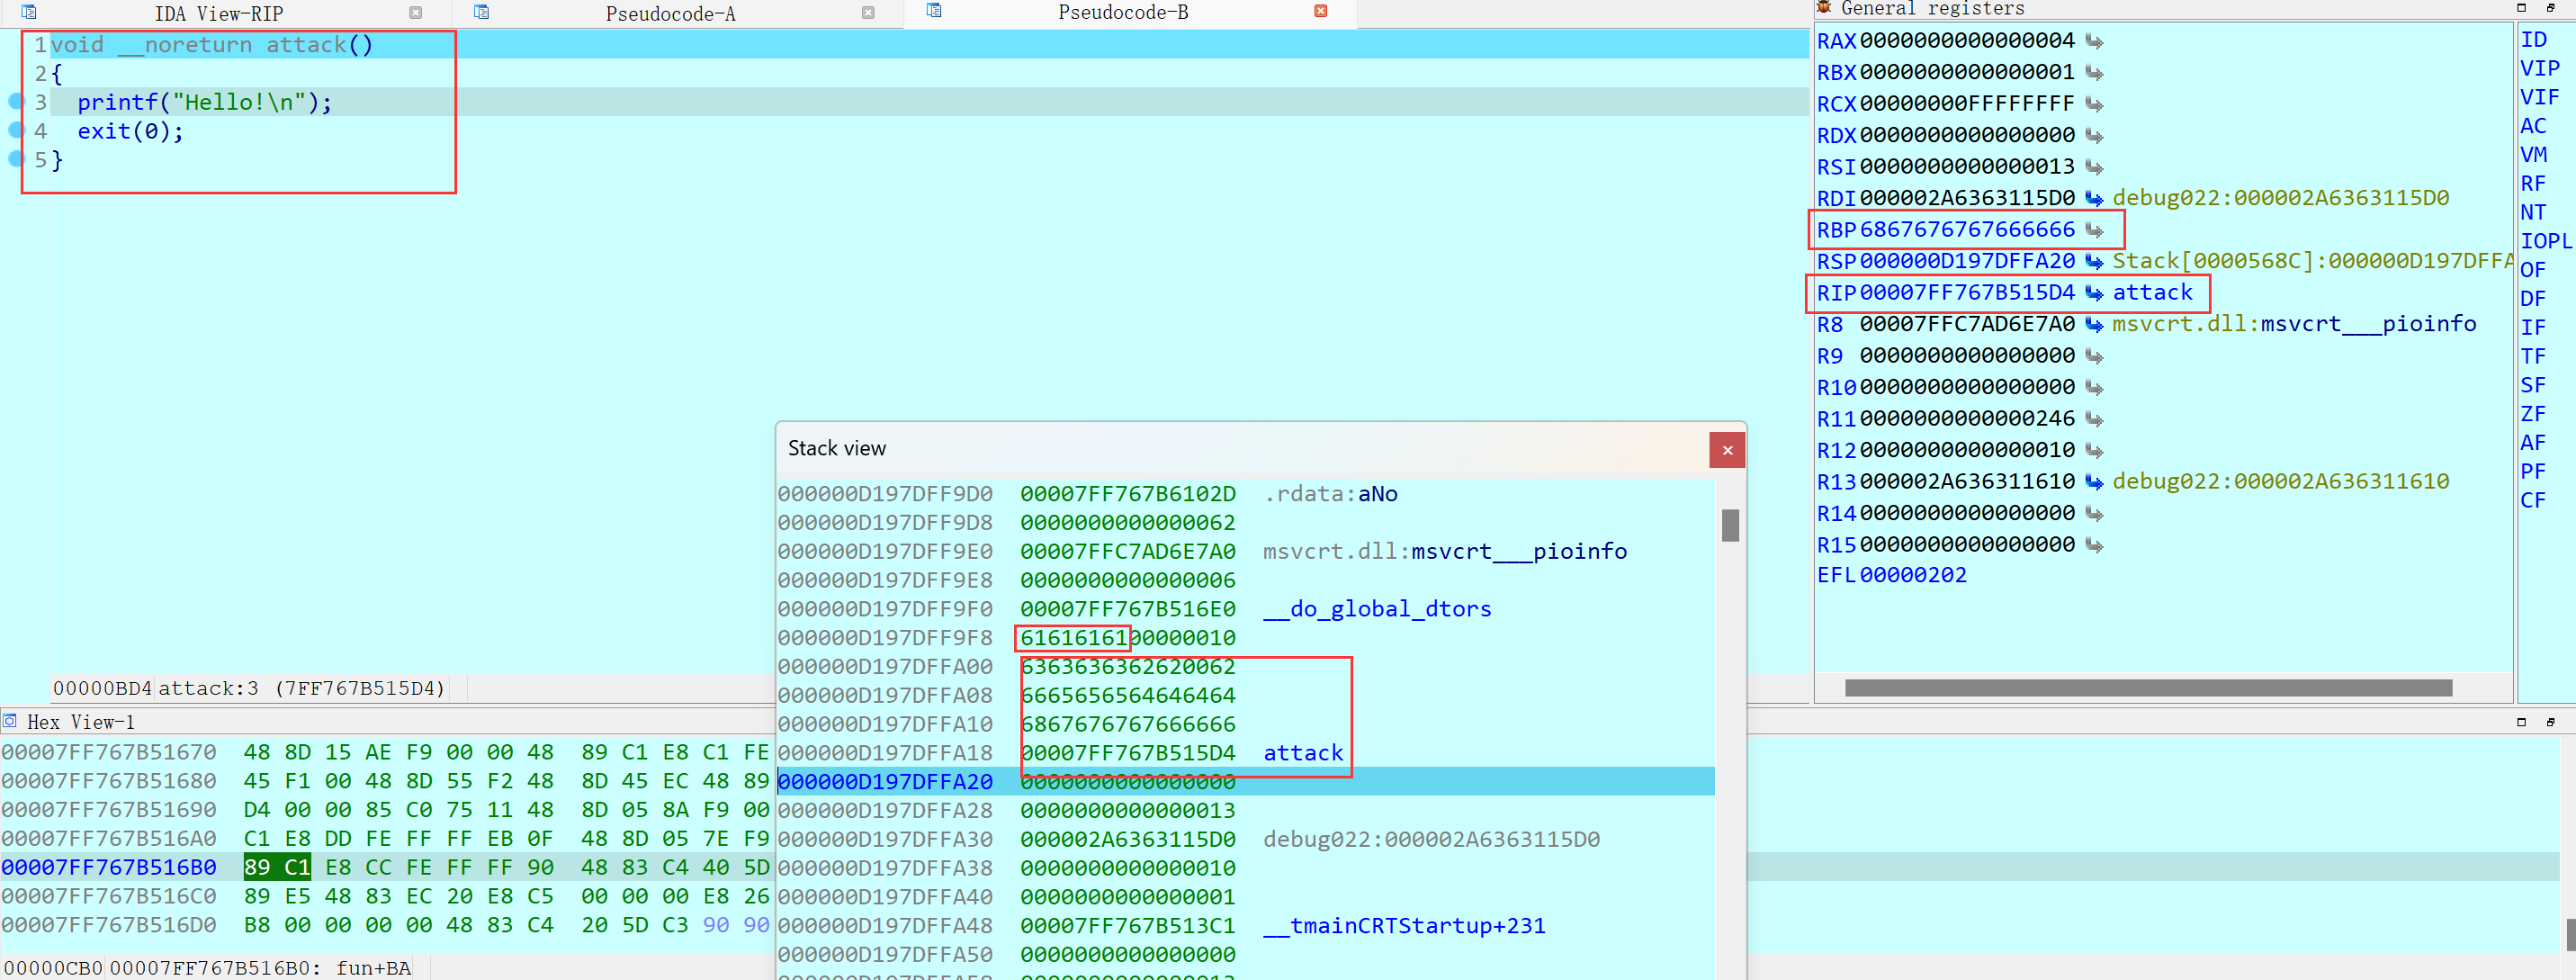 IDA View-RIP
Pseudocode-A
Pseudocode-B
1 void __noreturn attack()
2 {
3 printf("Hello!\n");
4 exit(0);
5 }
00000BD4 attack:3 (7FF767B515D4)
General registers
RAX 0000000000000004
RBX 0000000000000001
RCX 00000000FFFFFFFF
RDX 0000000000000000
RSI 0000000000000013
RDI 000002A6363115D0 debug022:000002A6363115D0
RBP 6867676767666666
RSP 000000D197DFFA20 Stack[0000568C]:000000D197DFFA
RIP 00007FF767B515D4 attack
R8 00007FFC7AD6E7A0 msvcrt.dll:msvcrt___pioinfo
R9 0000000000000000
R10 0000000000000000
R11 0000000000000246
R12 0000000000000010
R13 000002A636311610 debug022:000002A636311610
R14 0000000000000000
R15 0000000000000000
EFL 00000202
ID
VIP
VIF
AC
VM
RF
NT
IOPL
OF
DF
IF
TF
SF
ZF
AF
PF
CF
Stack view
000000D197DFF9D0 00007FF767B6102D .rdata:aNo
000000D197DFF9D8 0000000000000062
000000D197DFF9E0 00007FFC7AD6E7A0 msvcrt.dll:msvcrt___pioinfo
000000D197DFF9E8 0000000000000006
000000D197DFF9F0 00007FF767B516E0 __do_global_dtors
000000D197DFF9F8 6161616100000010
000000D197DFFA00 6363636362620062
000000D197DFFA08 6665656564646464
000000D197DFFA10 6867676767666666
000000D197DFFA18 00007FF767B515D4 attack
000000D197DFFA20 0000000000000000
000000D197DFFA28 0000000000000013
000000D197DFFA30 000002A6363115D0 debug022:000002A6363115D0
000000D197DFFA38 0000000000000010
000000D197DFFA40 0000000000000001
000000D197DFFA48 00007FF767B513C1 __tmainCRTStartup+231
000000D197DFFA50 0000000000000000
Hex View-1
00007FF767B51670 48 8D 15 AE F9 00 00 48 89 C1 E8 C1 FE
00007FF767B51680 45 F1 00 48 8D 55 F2 48 8D 45 EC 48 89
00007FF767B51690 D4 00 00 85 C0 75 11 48 8D 05 8A F9 00
00007FF767B516A0 C1 E8 DD FE FF FF EB 0F 48 8D 05 7E F9
00007FF767B516B0 89 C1 E8 CC FE FF FF 90 48 83 C4 40 5D
00007FF767B516C0 89 E5 48 83 EC 20 E8 C5 00 00 00 E8 26
00007FF767B516D0 B8 00 00 00 00 48 83 C4 20 5D C3 90 90
00000CB0 00007FF767B516B0: fun+BA